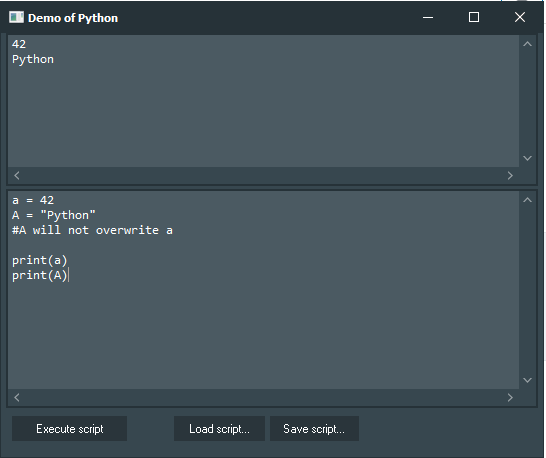 Demo of Python
42
Python
a = 42
A = "Python"
#A will not overwrite a
print(a)
print(A)
Execute script
Load script...
Save script...